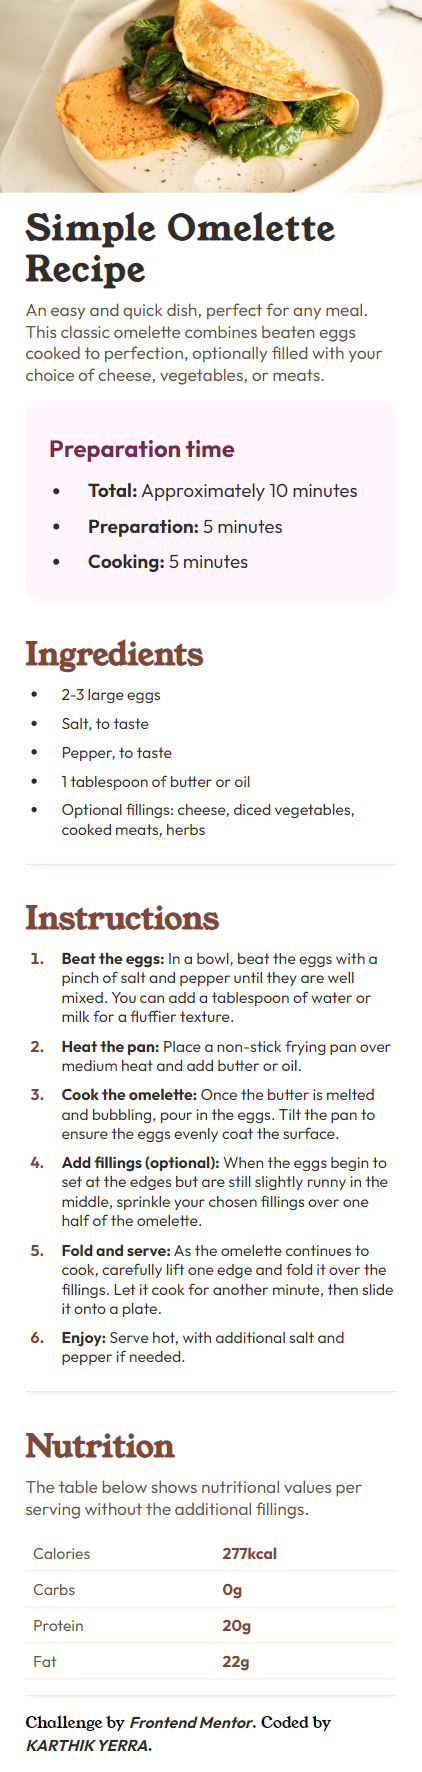 Simple Omelette
Recipe
An easy and quick dish, perfect for any meal.
This classic omelette combines beaten eggs
cooked to perfection, optionally filled with your
choice of cheese, vegetables, or meats.
Preparation time
• Total: Approximately 10 minutes
• Preparation: 5 minutes
• Cooking: 5 minutes
Ingredients
• 2-3 large eggs
• Salt, to taste
• Pepper, to taste
• 1 tablespoon of butter or oil
• Optional fillings: cheese, diced vegetables,
cooked meats, herbs
Instructions
1. Beat the eggs: In a bowl, beat the eggs with a
pinch of salt and pepper until they are well
mixed. You can add a tablespoon of water or
milk for a fluffier texture.
2. Heat the pan: Place a non-stick frying pan over
medium heat and add butter or oil.
3. Cook the omelette: Once the butter is melted
and bubbling, pour in the eggs. Tilt the pan to
ensure the eggs evenly coat the surface.
4. Add fillings (optional): When the eggs begin to
set at the edges but are still slightly runny in the
middle, sprinkle your chosen fillings over one
half of the omelette.
5. Fold and serve: As the omelette continues to
cook, carefully lift one edge and fold it over the
fillings. Let it cook for another minute, then slide
it onto a plate.
6. Enjoy: Serve hot, with additional salt and
pepper if needed.
Nutrition
The table below shows nutritional values per
serving without the additional fillings.
Calories 277kcal
Carbs 0g
Protein 20g
Fat 22g
Challenge by Frontend Mentor. Coded by
KARTHIK YERRA.